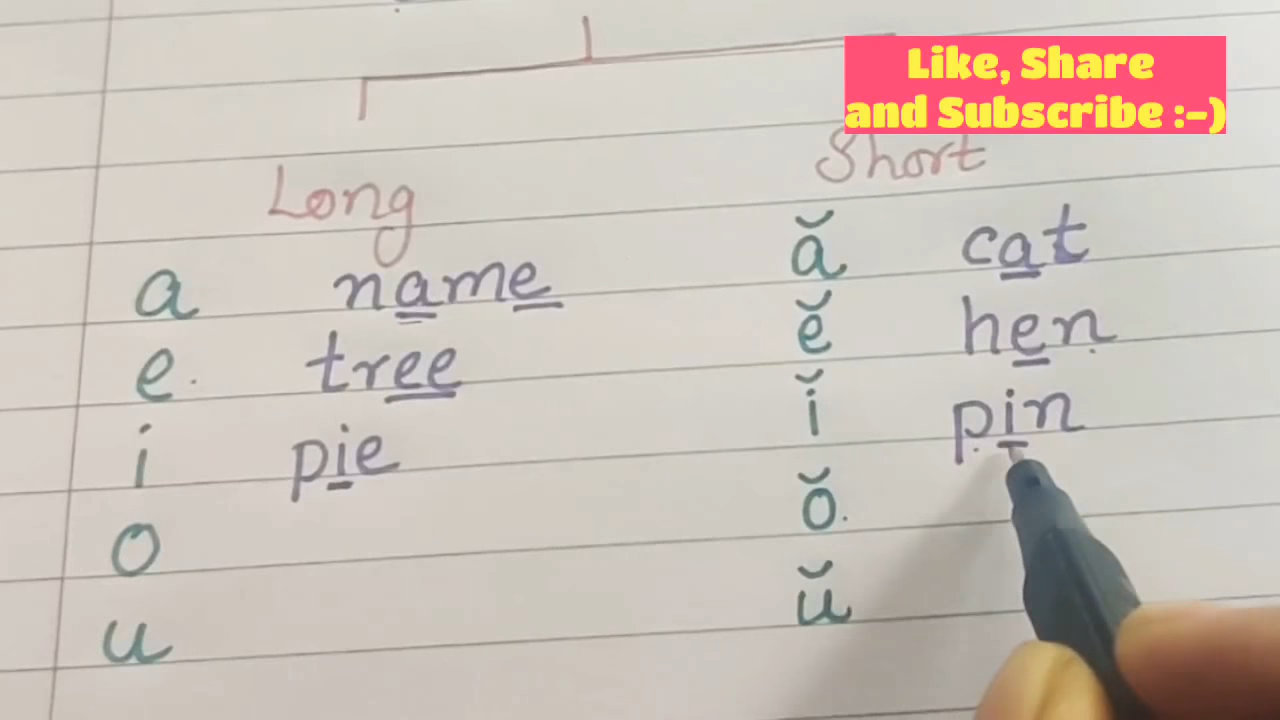 Like, Share
and Subscribe :-)
Long Short
a name ă cat
e tree ĕ hen
i pie ĭ pin
o ŏ
u ŭ